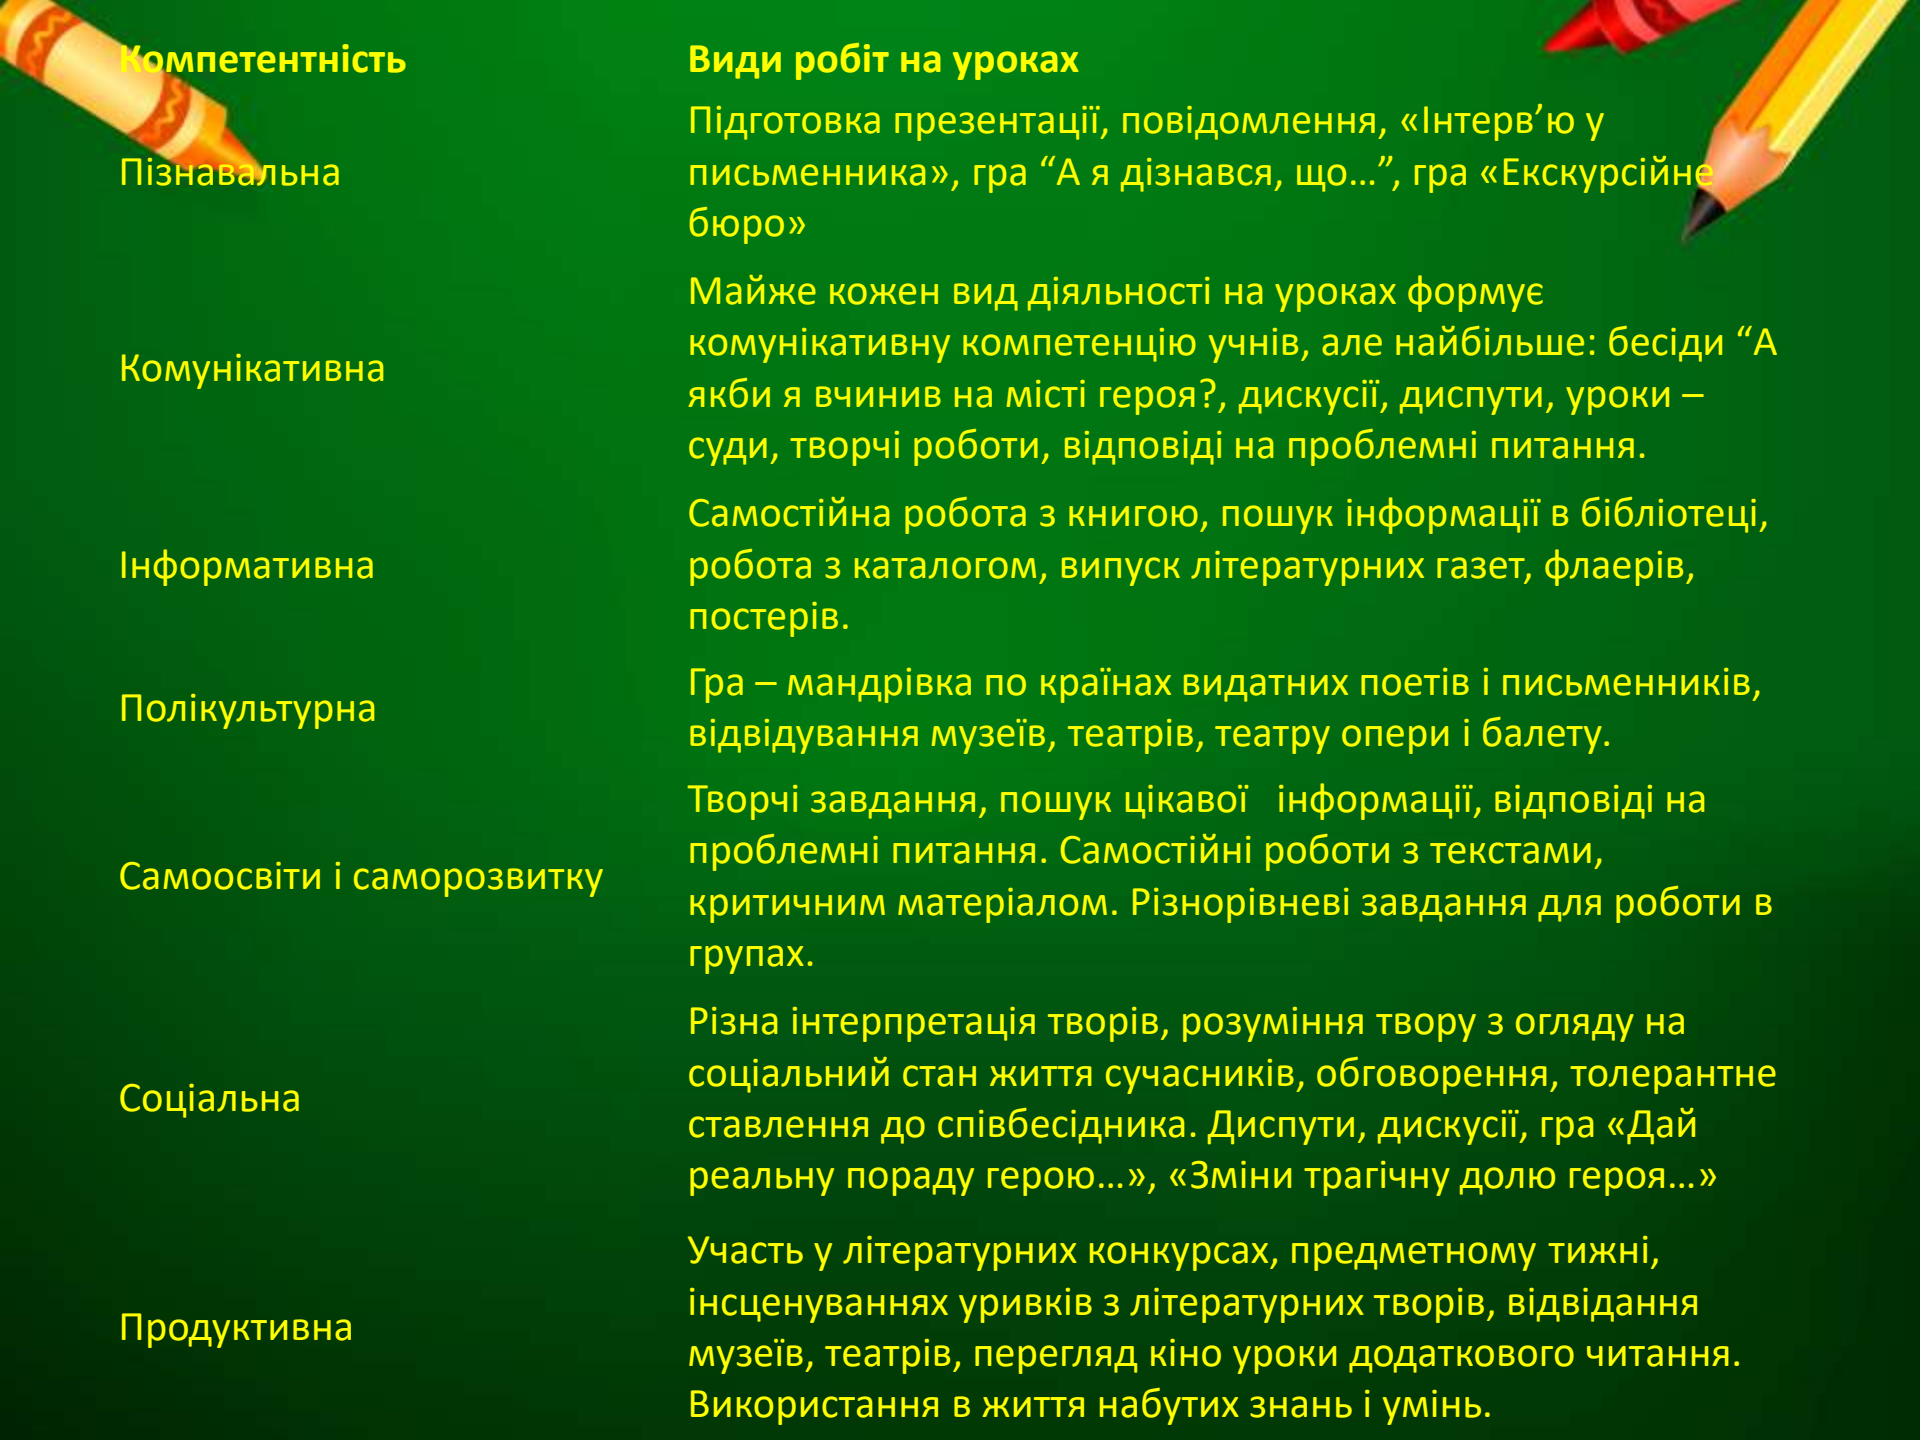 Компетентність
Види робіт на уроках
Пізнавальна
Підготовка презентації, повідомлення, «Інтерв’ю у
письменника», гра “А я дізнався, що…”, гра «Екскурсійне
бюро»
Комунікативна
Майже кожен вид діяльності на уроках формує
комунікативну компетенцію учнів, але найбільше: бесіди “А
якби я вчинив на місті героя?, дискусії, диспути, уроки –
суди, творчі роботи, відповіді на проблемні питання.
Інформативна
Самостійна робота з книгою, пошук інформації в бібліотеці,
робота з каталогом, випуск літературних газет, флаерів,
постерів.
Полікультурна
Гра – мандрівка по країнах видатних поетів і письменників,
відвідування музеїв, театрів, театру опери і балету.
Самоосвіти і саморозвитку
Творчі завдання, пошук цікавої   інформації, відповіді на
проблемні питання. Самостійні роботи з текстами,
критичним матеріалом. Різнорівневі завдання для роботи в
групах.
Соціальна
Різна інтерпретація творів, розуміння твору з огляду на
соціальний стан життя сучасників, обговорення, толерантне
ставлення до співбесідника. Диспути, дискусії, гра «Дай
реальну пораду герою…», «Зміни трагічну долю героя…»
Продуктивна
Участь у літературних конкурсах, предметному тижні,
інсценуваннях уривків з літературних творів, відвідання
музеїв, театрів, перегляд кіно уроки додаткового читання.
Використання в життя набутих знань і умінь.